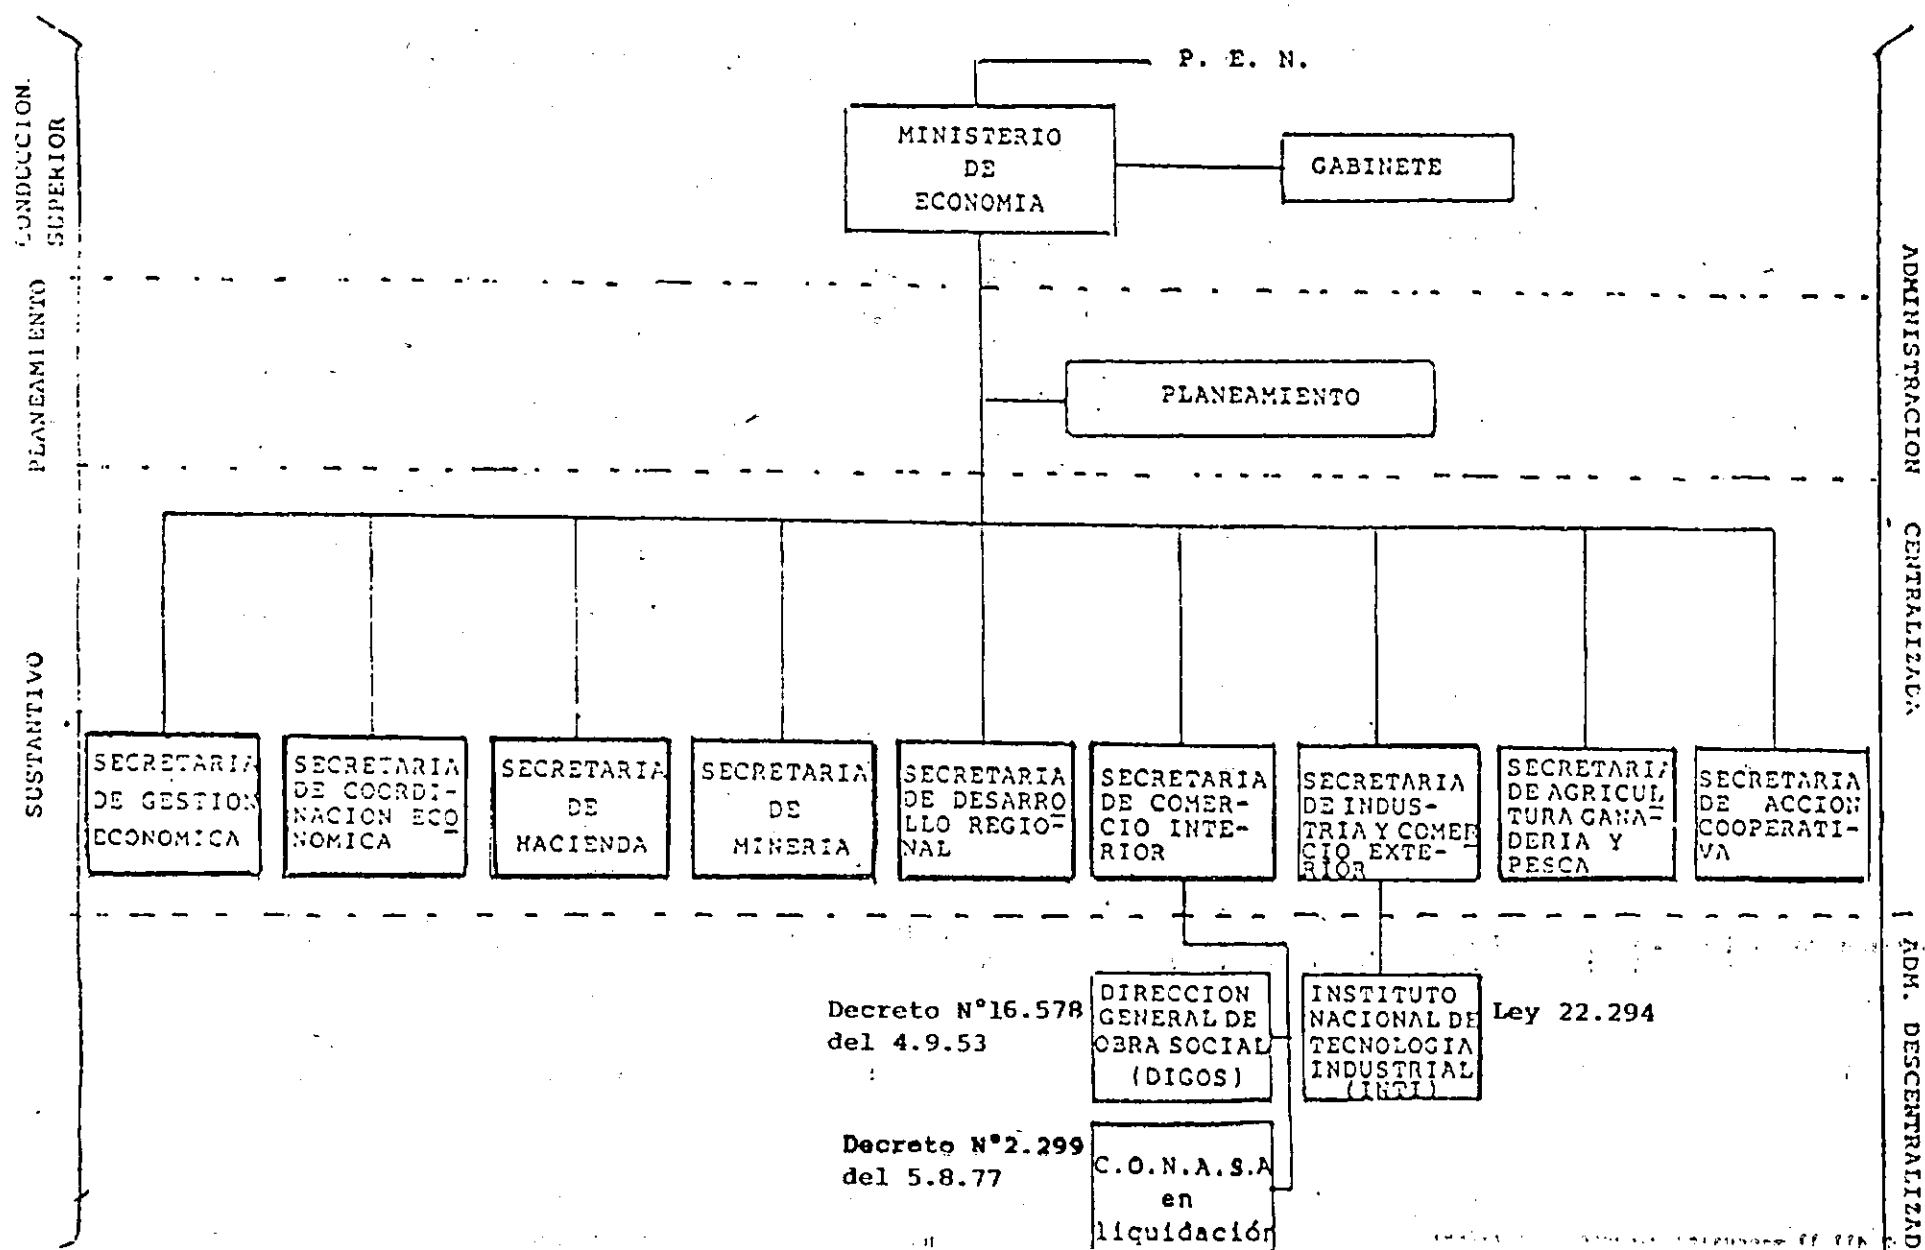 P. E. N.
MINISTERIO
DE
ECONOMIA
GABINETE
CONDUCCION
SUPERIOR
PLANEAMIENTO
PLANEAMIENTO
SUSTANTIVO
ADMINISTRACION CENTRALIZADA
SECRETARIA
DE GESTION
ECONOMICA
SECRETARIA
DE COORDI-
NACION ECO
NOMICA
SECRETARIA
DE
HACIENDA
SECRETARIA
DE
MINERIA
SECRETARIA
DE DESARRO
LLO REGIO-
NAL
SECRETARIA
DE COMER-
CIO INTE-
RIOR
SECRETARIA
DE INDUS-
TRIA Y COMER
CIO EXTE-
RIOR
SECRETARIA
DE AGRICUL
TURA GANA-
DERIA Y
PESCA
SECRETARIA
DE ACCION
COOPERATI-
VA
ADM. DESCENTRALIZAD
Decreto N°16.578
del 4.9.53
DIRECCION
GENERAL DE
OBRA SOCIAL
(DIGOS)
INSTITUTO
NACIONAL DE
TECNOLOGIA
INDUSTRIAL
(INTI)
Ley 22.294
Decreto N°2.299
del 5.8.77
C.O.N.A.S.A
en
liquidación